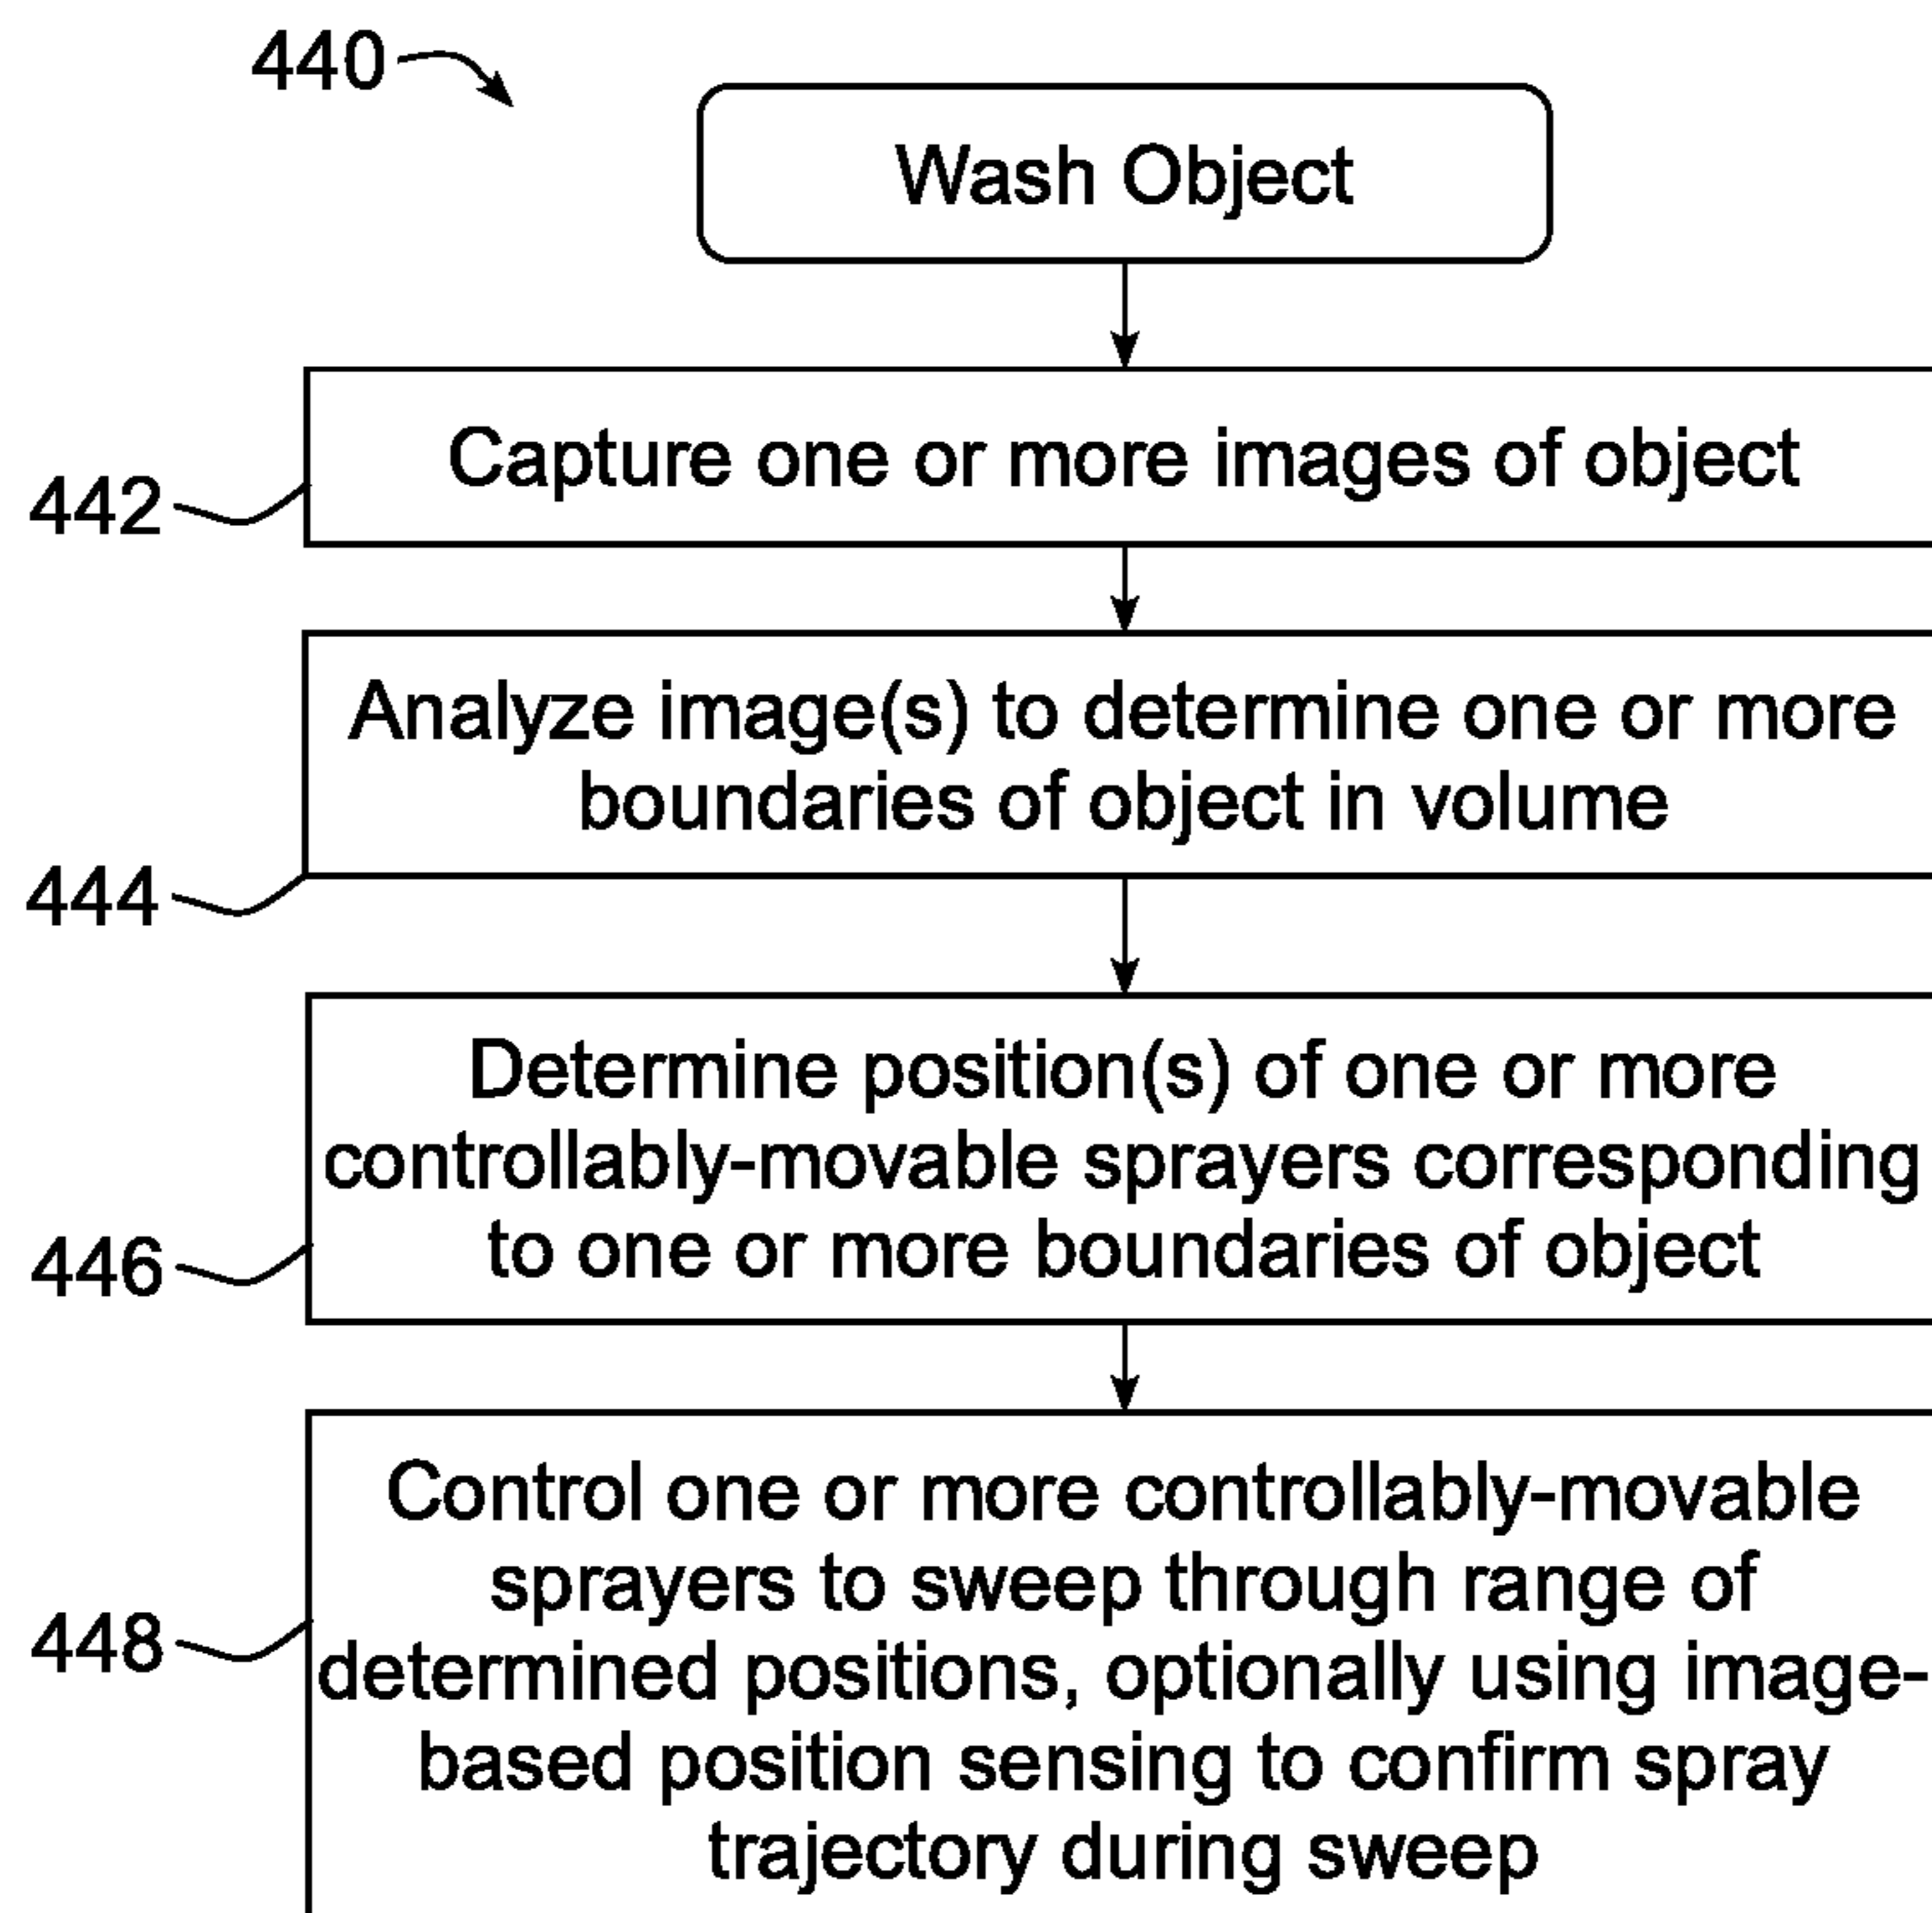 440
Wash Object
Capture one or more images of object
442
Analyze image(s) to determine one or more
boundaries of object in volume
444
Determine position(s) of one or more
controllably-movable sprayers corresponding
to one or more boundaries of object
446
Control one or more controllably-movable
sprayers to sweep through range of
determined positions, optionally using image-
based position sensing to confirm spray
trajectory during sweep
448